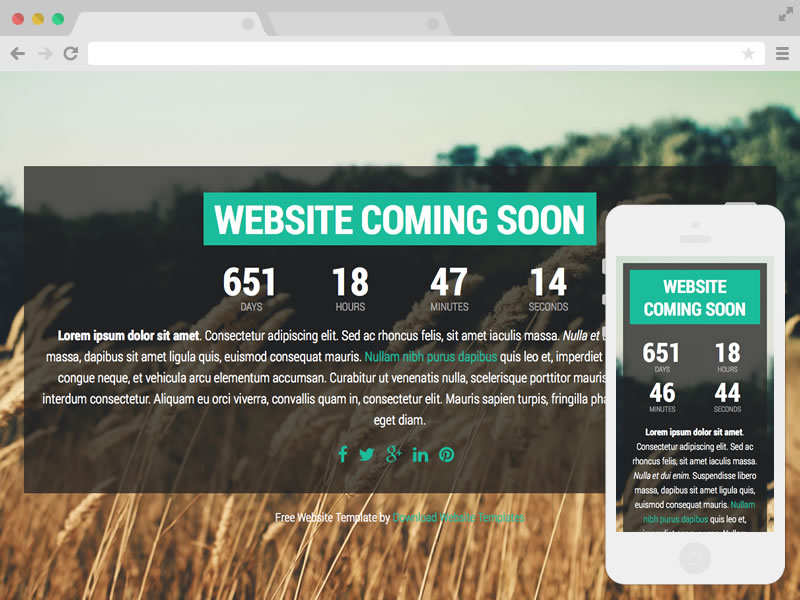 WEBSITE COMING SOON
651 18 47 14
DAYS HOURS MINUTES SECONDS
Lorem ipsum dolor sit amet. Consectetur adipiscing elit. Sed ac rhoncus felis, sit amet iaculis massa. Nulla et
massa, dapibus sit amet ligula quis, euismod consequat mauris. Nullam nibh purus dapibus quis leo et, imperdiet
congue neque, et vehicula arcu elementum accumsan. Curabitur ut venenatis nulla, scelerisque porttitor mauris
interdum consectetur. Aliquam eu orci viverra, convallis quam in, consectetur elit. Mauris sapien turpis, fringilla
eget diam.
Free Website Template by Download Website Templates
WEBSITE
COMING SOON
651 18
DAYS HOURS
46 44
MINUTES SECONDS
Lorem ipsum dolor sit amet.
Consectetur adipiscing elit. Sed ac
rhoncus felis, sit amet iaculis massa.
Nulla et dui enim. Suspendisse libero
massa, dapibus sit amet ligula quis,
euismod consequat mauris. Nullam
nibh purus dapibus quis leo et,